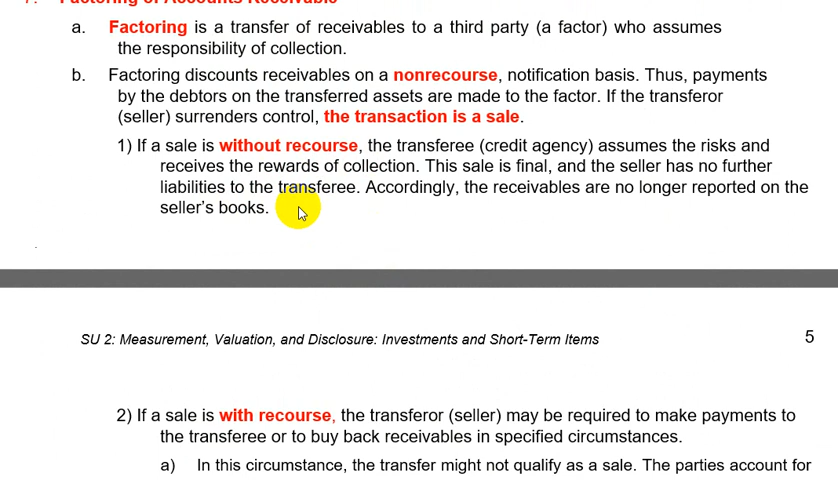 7. Factoring of Accounts Receivable
a. Factoring is a transfer of receivables to a third party (a factor) who assumes
the responsibility of collection.
b. Factoring discounts receivables on a nonrecourse, notification basis. Thus, payments
by the debtors on the transferred assets are made to the factor. If the transferor
(seller) surrenders control, the transaction is a sale.
1) If a sale is without recourse, the transferee (credit agency) assumes the risks and
receives the rewards of collection. This sale is final, and the seller has no further
liabilities to the transferee. Accordingly, the receivables are no longer reported on the
seller's books.
SU 2: Measurement, Valuation, and Disclosure: Investments and Short-Term Items 5
2) If a sale is with recourse, the transferor (seller) may be required to make payments to
the transferee or to buy back receivables in specified circumstances.
a) In this circumstance, the transfer might not qualify as a sale. The parties account for